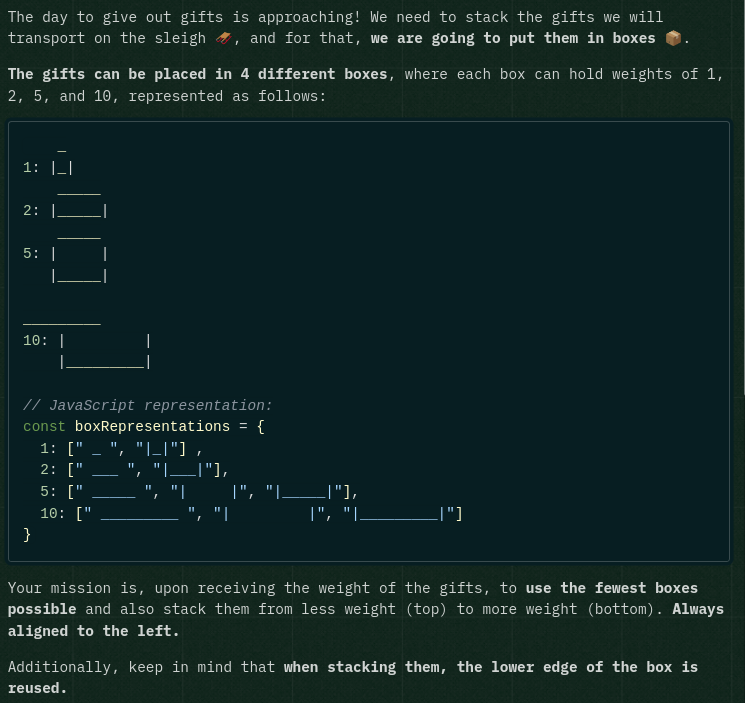 The day to give out gifts is approaching! We need to stack the gifts we will
transport on the sleigh 🛷, and for that, we are going to put them in boxes 📦.
The gifts can be placed in 4 different boxes, where each box can hold weights of 1,
2, 5, and 10, represented as follows:
    _
1: |_|
    _____
2: |_____|
    _____
5: |     |
   |_____|

_________
10: |         |
    |_________|

// JavaScript representation:
const boxRepresentations = {
  1: [" _ ", "|_|"] ,
  2: [" ___ ", "|___|"],
  5: [" _____ ", "|     |", "|_____|"],
  10: [" _________ ", "|         |", "|_________|"]
}
Your mission is, upon receiving the weight of the gifts, to use the fewest boxes
possible and also stack them from less weight (top) to more weight (bottom). Always
aligned to the left.
Additionally, keep in mind that when stacking them, the lower edge of the box is
reused.